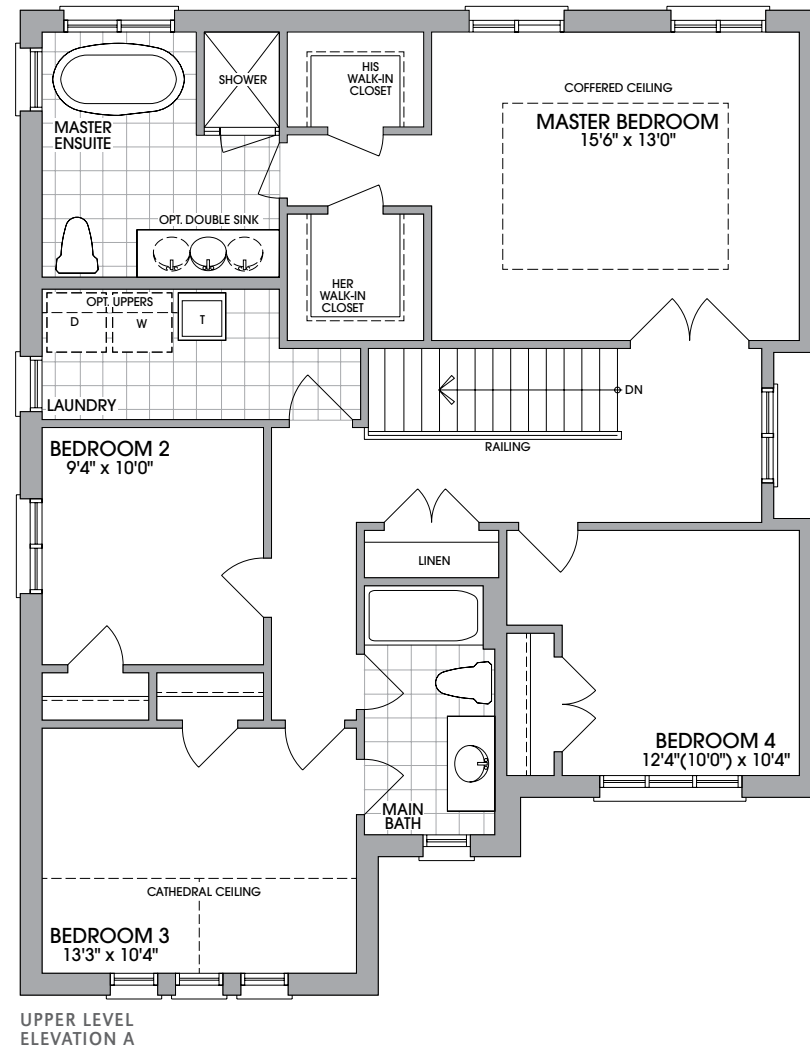 SHOWER
HIS
WALK-IN
CLOSET
COFFERED CEILING
MASTER BEDROOM
15'6" x 13'0"
MASTER
ENSUITE
OPT. DOUBLE SINK
HER
WALK-IN
CLOSET
OPT. UPPERS
D
W
T
LAUNDRY
DN
RAILING
BEDROOM 2
9'4" x 10'0"
LINEN
BEDROOM 4
12'4"(10'0") x 10'4"
MAIN
BATH
CATHEDRAL CEILING
BEDROOM 3
13'3" x 10'4"
UPPER LEVEL
ELEVATION A